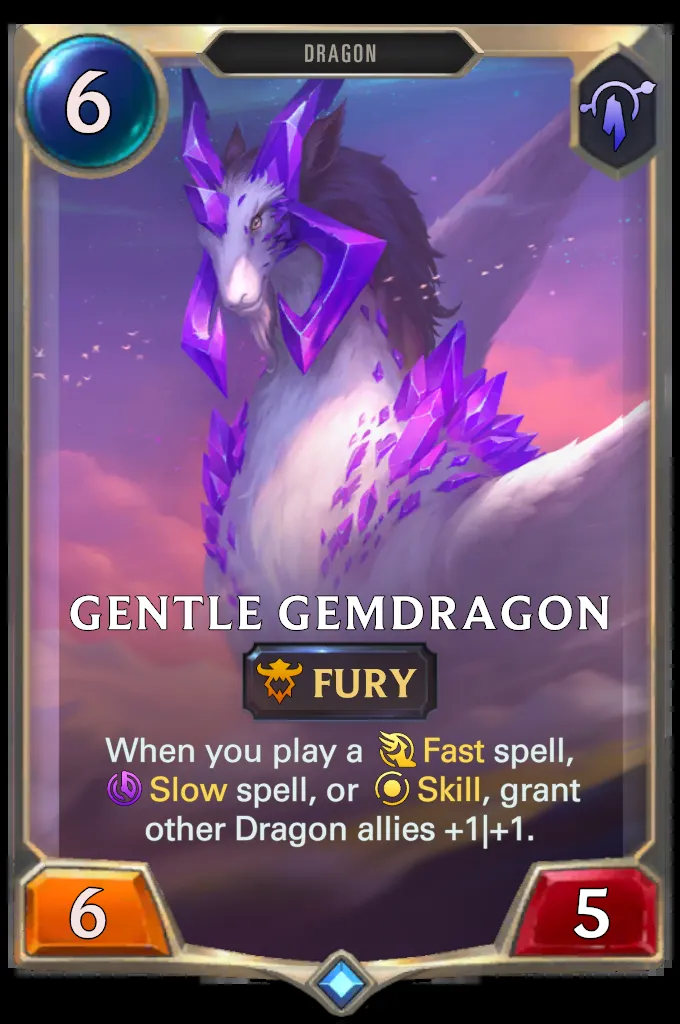 DRAGON
6
GENTLE GEMDRAGON
FURY
When you play a Fast spell,
Slow spell, or Skill, grant
other Dragon allies +1|+1.
6
5